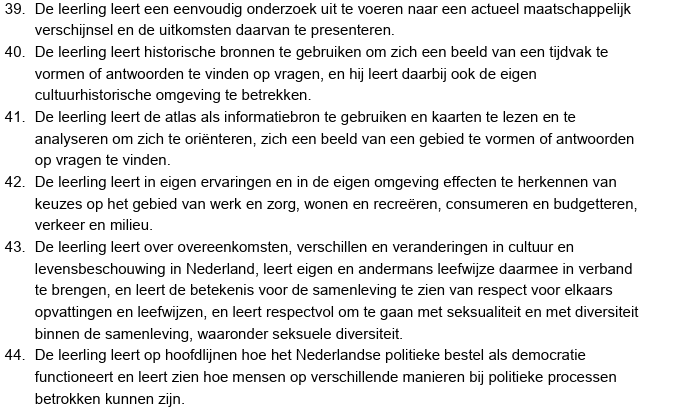 39. De leerling leert een eenvoudig onderzoek uit te voeren naar een actueel maatschappelijk
verschijnsel en de uitkomsten daarvan te presenteren.
40. De leerling leert historische bronnen te gebruiken om zich een beeld van een tijdvak te
vormen of antwoorden te vinden op vragen, en hij leert daarbij ook de eigen
cultuurhistorische omgeving te betrekken.
41. De leerling leert de atlas als informatiebron te gebruiken en kaarten te lezen en te
analyseren om zich te oriënteren, zich een beeld van een gebied te vormen of antwoorden
op vragen te vinden.
42. De leerling leert in eigen ervaringen en in de eigen omgeving effecten te herkennen van
keuzes op het gebied van werk en zorg, wonen en recreëren, consumeren en budgetteren,
verkeer en milieu.
43. De leerling leert over overeenkomsten, verschillen en veranderingen in cultuur en
levensbeschouwing in Nederland, leert eigen en andermans leefwijze daarmee in verband
te brengen, en leert de betekenis voor de samenleving te zien van respect voor elkaars
opvattingen en leefwijzen, en leert respectvol om te gaan met seksualiteit en met diversiteit
binnen de samenleving, waaronder seksuele diversiteit.
44. De leerling leert op hoofdlijnen hoe het Nederlandse politieke bestel als democratie
functioneert en leert zien hoe mensen op verschillende manieren bij politieke processen
betrokken kunnen zijn.